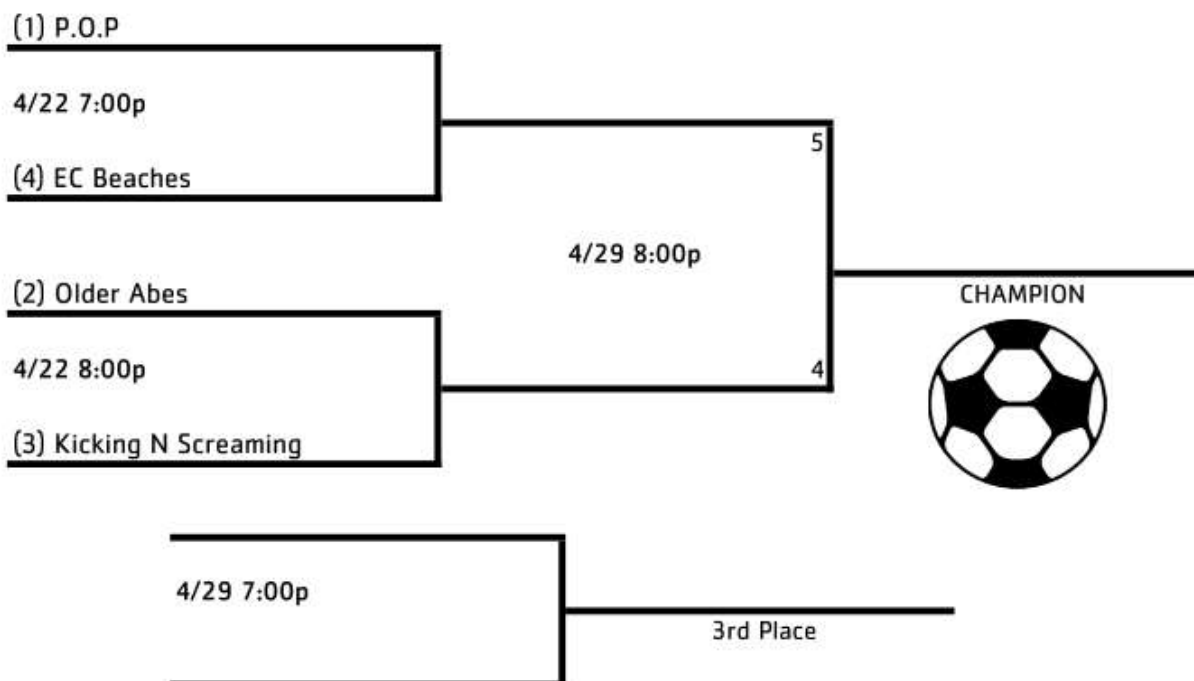 (1) P.O.P
4/22 7:00p
5
(4) EC Beaches
4/29 8:00p
(2) Older Abes
CHAMPION
4/22 8:00p
4
(3) Kicking N Screaming
4/29 7:00p
3rd Place